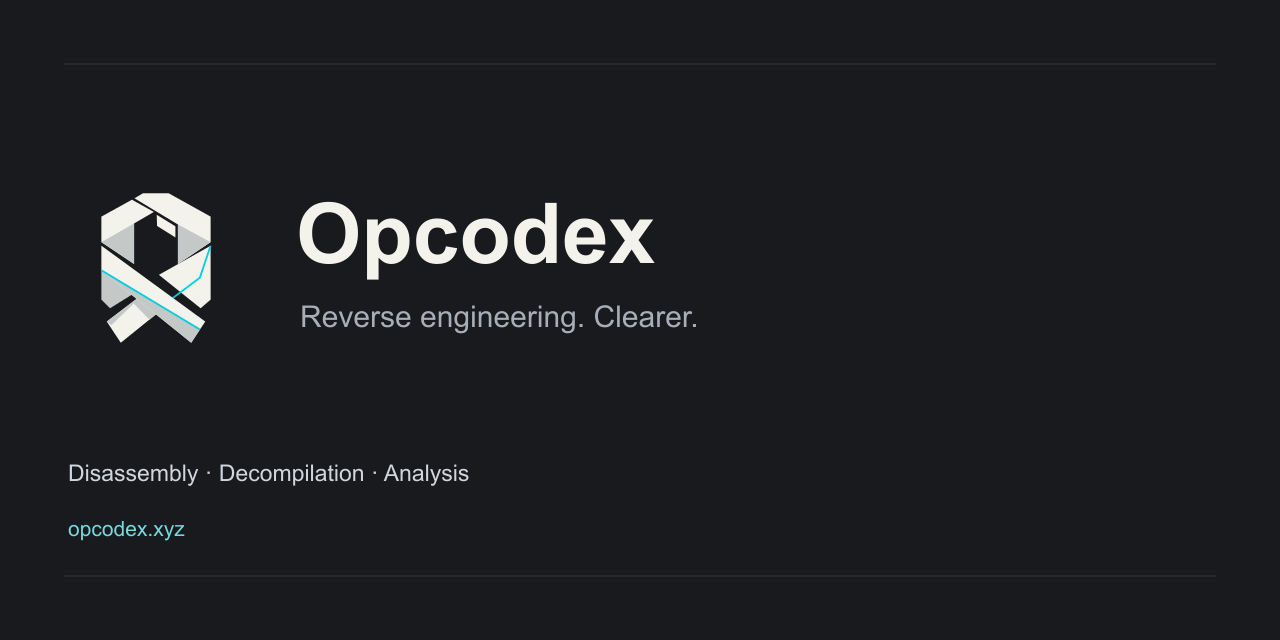 Opcodex
Reverse engineering. Clearer.
Disassembly · Decompilation · Analysis
opcodex.xyz